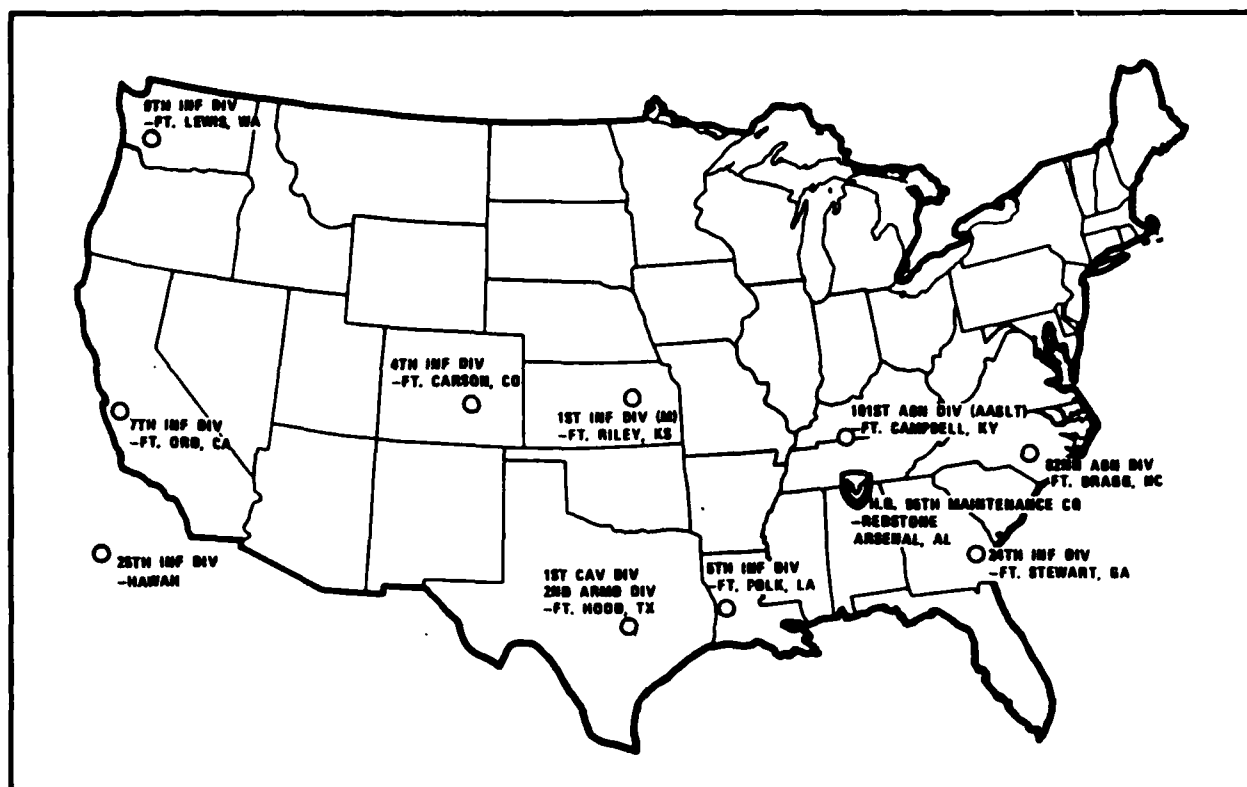 9TH INF DIV
–FT. LEWIS, WA
4TH INF DIV
–FT. CARSON, CO
7TH INF DIV
–FT. ORD, CA
1ST INF DIV (M)
–FT. RILEY, KS
101ST ABN DIV (AASLT)
–FT. CAMPBELL, KY
82ND ABN DIV
–FT. BRAGG, NC
H.Q. 95TH MAINTENANCE CO
–REDSTONE
ARSENAL, AL
25TH INF DIV
–HAWAII
1ST CAV DIV
2ND ARMD DIV
–FT. HOOD, TX
5TH INF DIV
–FT. POLK, LA
24TH INF DIV
–FT. STEWART, GA